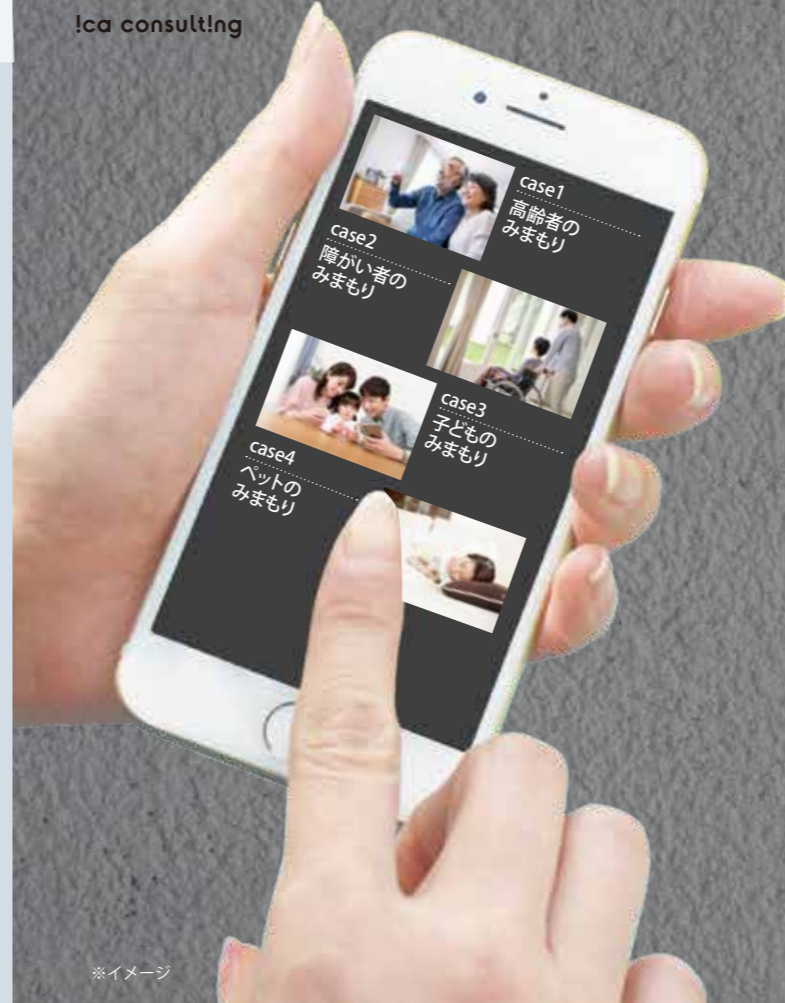 !ca consult!ng
case1
高齢者の
みまもり
case2
障がい者の
みまもり
case3
子どもの
みまもり
case4
ペットの
みまもり
※イメージ